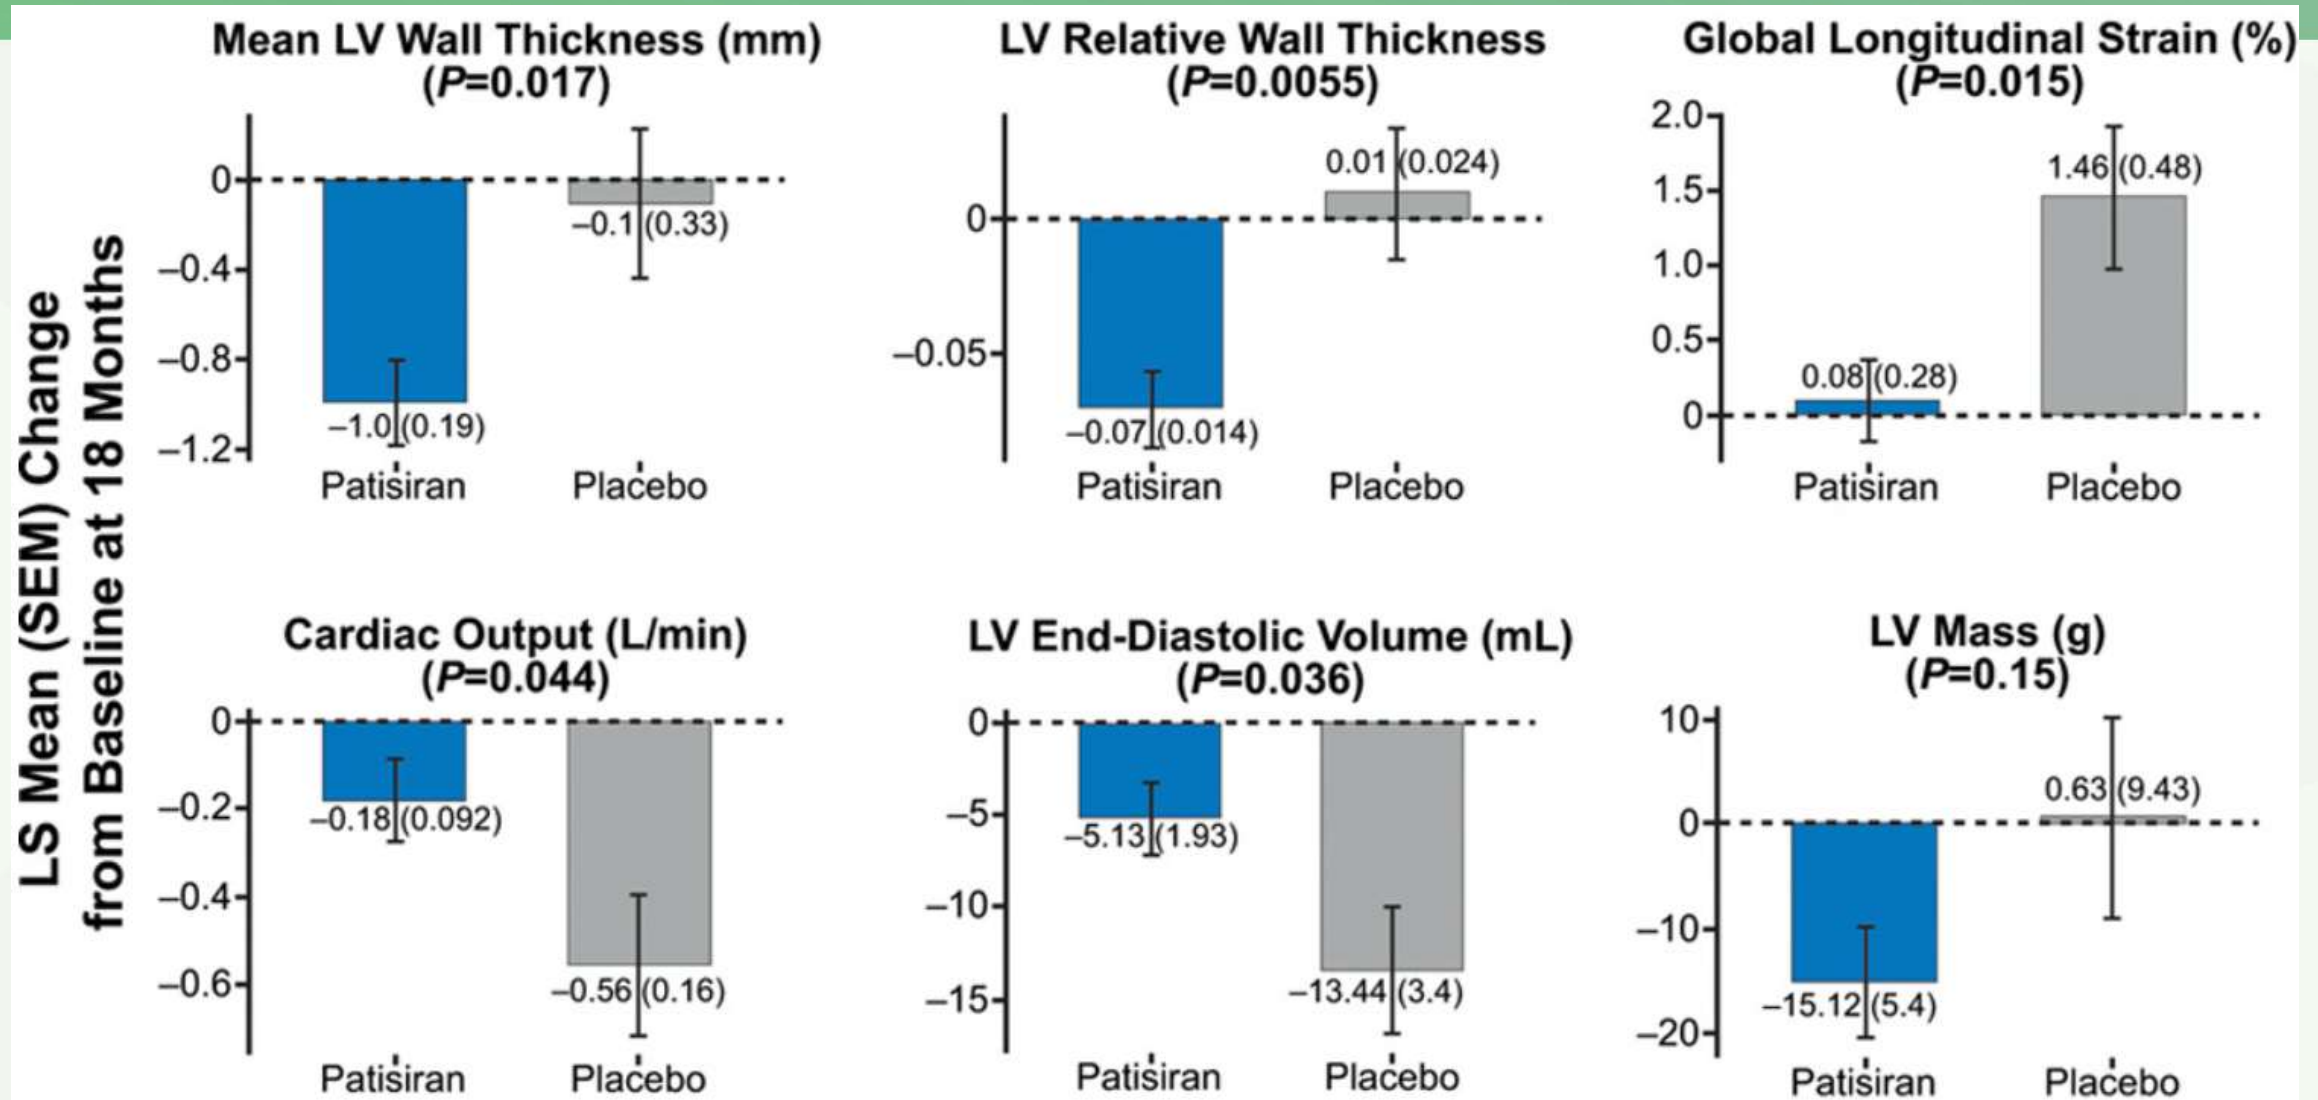 LS Mean (SEM) Change
from Baseline at 18 Months
Mean LV Wall Thickness (mm)
(P=0.017)
0
–0.4
–0.8
–1.2
–1.0 (0.19)
–0.1 (0.33)
Patisiran
Placebo
LV Relative Wall Thickness
(P=0.0055)
0
–0.05
–0.07 (0.014)
0.01 (0.024)
Patisiran
Placebo
Global Longitudinal Strain (%)
(P=0.015)
2.0
1.5
1.0
0.5
0
0.08 (0.28)
1.46 (0.48)
Patisiran
Placebo
Cardiac Output (L/min)
(P=0.044)
0
–0.2
–0.4
–0.6
–0.18 (0.092)
–0.56 (0.16)
Patisiran
Placebo
LV End-Diastolic Volume (mL)
(P=0.036)
0
–5
–10
–15
–5.13 (1.93)
–13.44 (3.4)
Patisiran
Placebo
LV Mass (g)
(P=0.15)
10
0
–10
–20
–15.12 (5.4)
0.63 (9.43)
Patisiran
Placebo